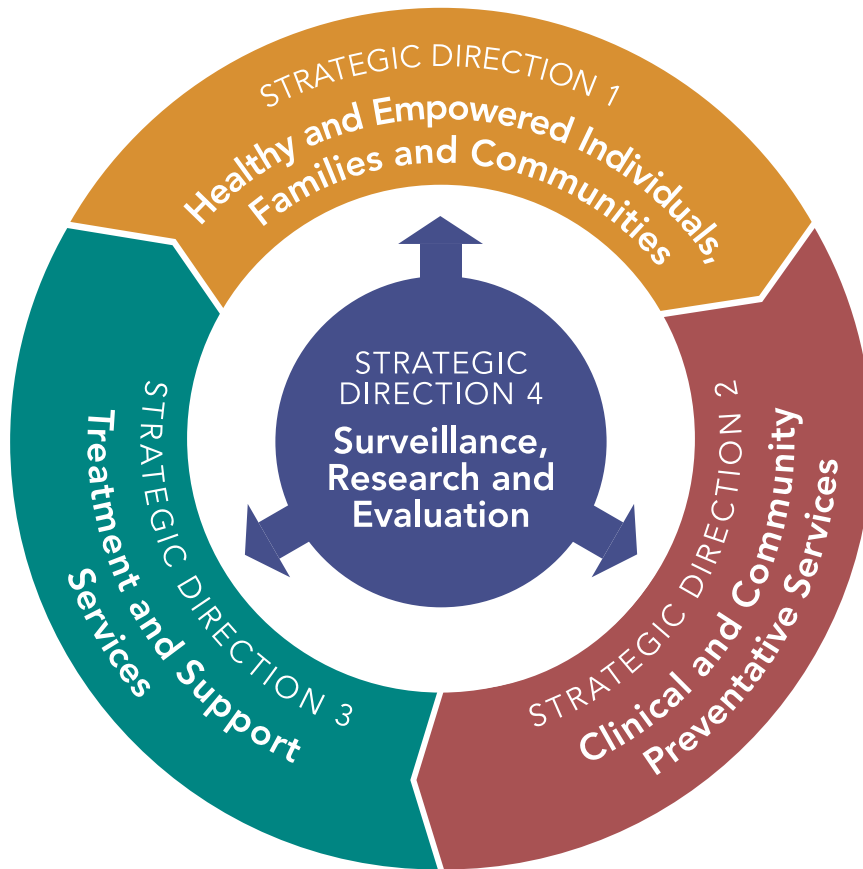 STRATEGIC DIRECTION 1
Healthy and Empowered Individuals,
Families and Communities
STRATEGIC DIRECTION 2
Clinical and Community
Preventative Services
STRATEGIC DIRECTION 3
Treatment and Support
Services
STRATEGIC
DIRECTION 4
Surveillance,
Research and
Evaluation